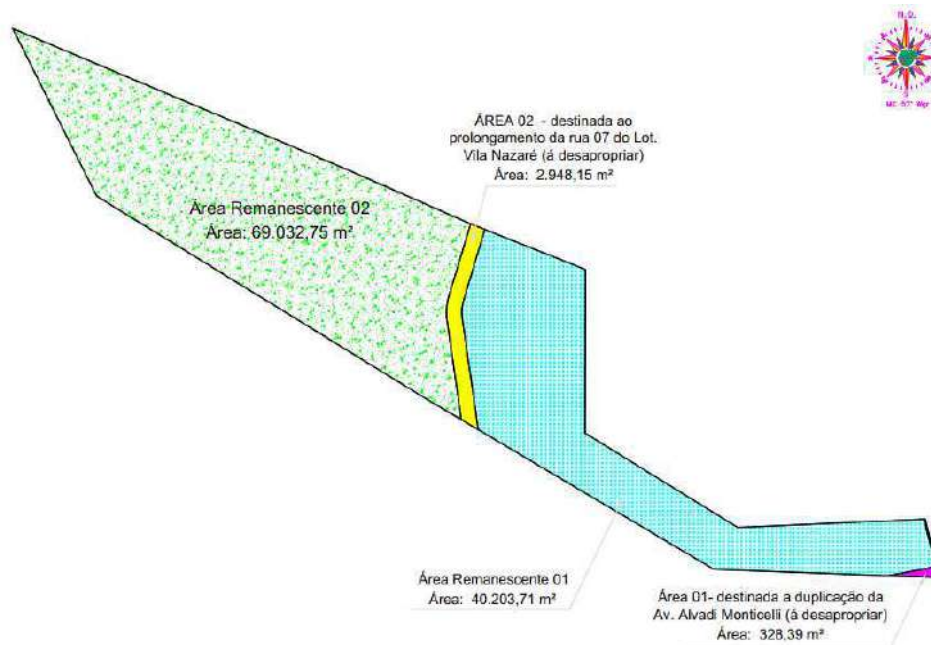 N.Q.
S
ÁREA 02 - destinada ao
prolongamento da rua 07 do Lot.
Vila Nazaré (á desapropriar)
Área: 2.948,15 m²
Área Remanescente 02
Área: 69.032,75 m²
Área Remanescente 01
Área: 40.203,71 m²
Área 01- destinada a duplicação da
Av. Alvadi Monticelli (á desapropriar)
Área: 328,39 m²